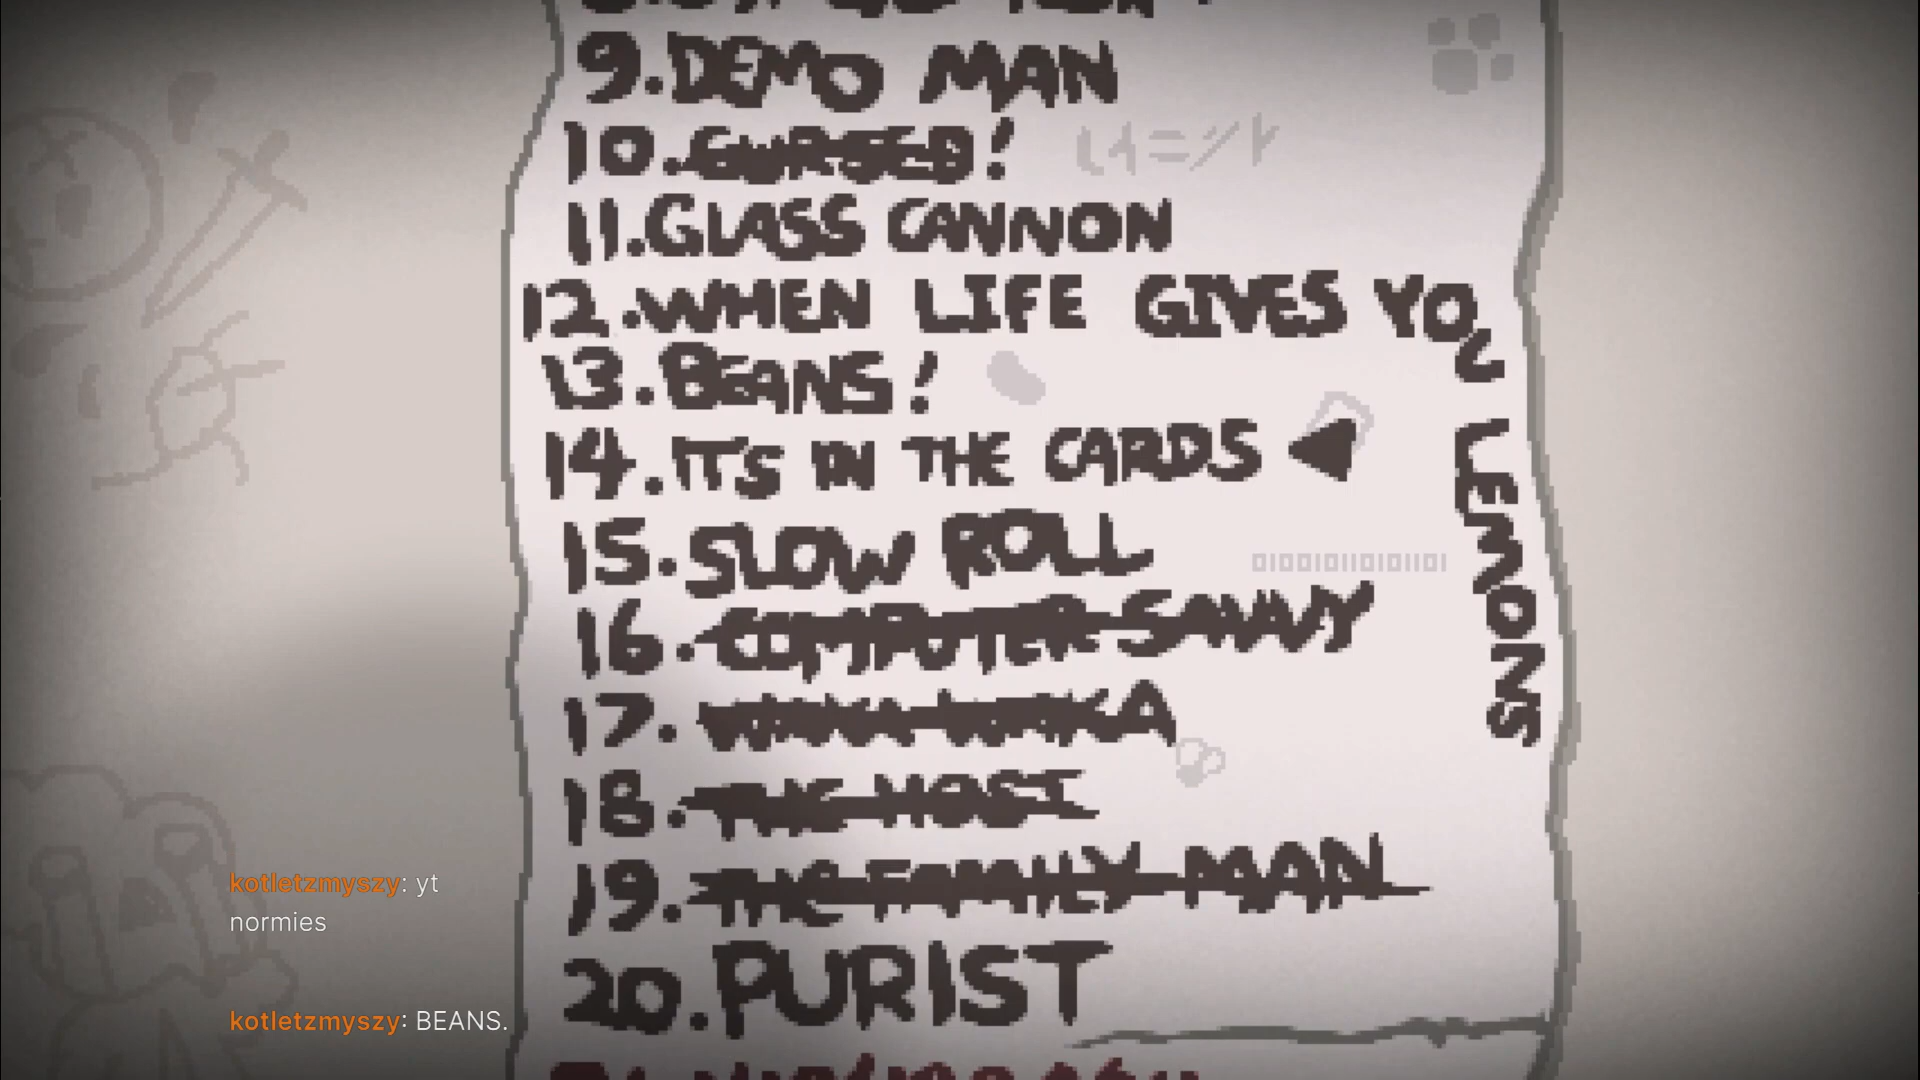 9.DEMO MAN
10.CURSED!
11.GLASS CANNON
12.WHEN LIFE GIVES YOU LEMONS
13.BEANS!
14.ITS IN THE CARDS
15.SLOW ROLL
010010110101101
16.COMPUTER SAVVY
17.WAKA WAKA
18.THE HOST
19.THE FAMILY MAN
20.PURIST
kotletzmyszy: yt
normies
kotletzmyszy: BEANS.